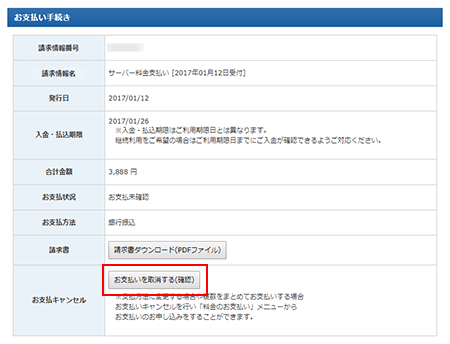 お支払い手続き
請求情報番号
請求情報名 サーバー料金支払い [2017年01月12日受付]
発行日 2017/01/12
入金・払込期限 2017/01/26
※入金・払込期限はご利用期限日とは異なります。
継続利用をご希望の場合はご利用期限日までにご入金が確認できるようご対応ください。
合計金額 3,888 円
お支払状況 お支払未確認
お支払方法 銀行振込
請求書 請求書ダウンロード(PDFファイル)
お支払キャンセル お支払いを取消する(確認)
※支払方法に変更する場合や複数をまとめてお支払いする場合
お支払いキャンセルを行い「料金のお支払い」メニューから
お支払いのお申し込みをすることができます。